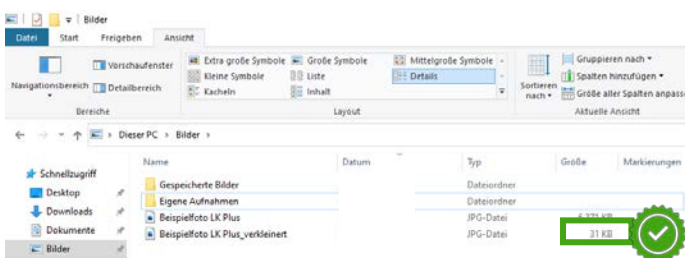 Bilder
Datei Start Freigeben Ansicht
Navigationsbereich Vorschaufenster Detailbereich
Extra große Symbole Große Symbole Mittelgroße Symbole
Kleine Symbole Liste Details
Kacheln Inhalt
Sortieren nach Gruppieren nach
Spalten hinzufügen
Größe aller Spalten anpass
Bereiche Layout Aktuelle Ansicht
Dieser PC Bilder
Name Datum Typ Größe Markierungen
Schnellzugriff
Desktop
Downloads
Dokumente
Bilder
Gespeicherte Bilder Dateiordner
Eigene Aufnahmen Dateiordner
Beispielfoto LK Plus JPG-Datei KB
Beispielfoto LK Plus_verkleinert JPG-Datei 31 KB